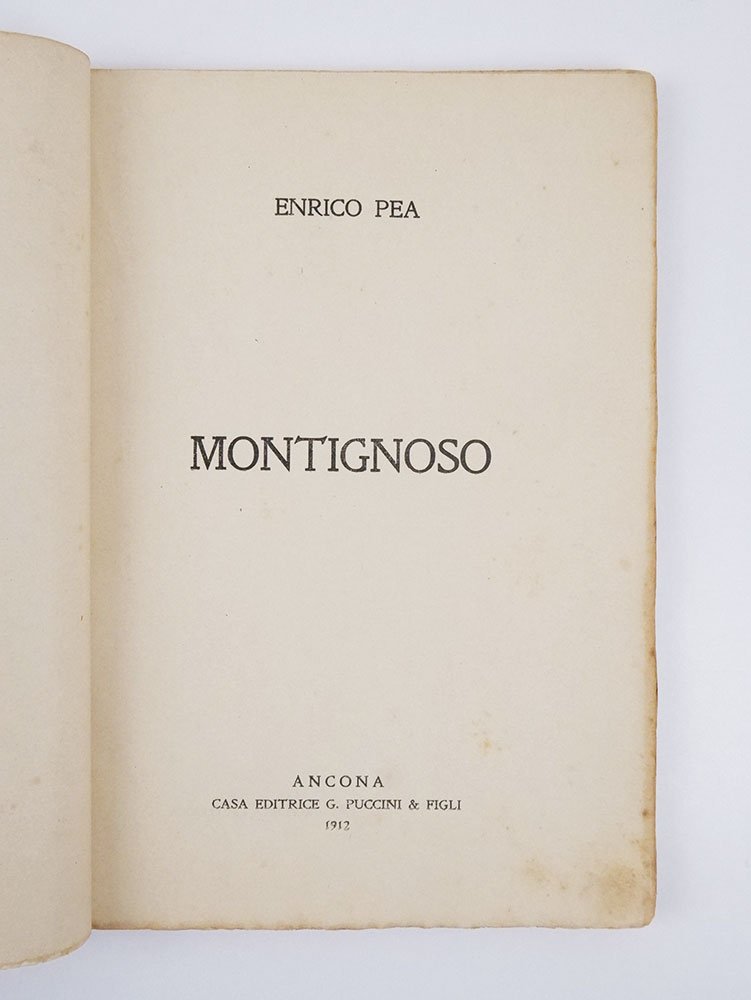 ENRICO PEA
MONTIGNOSO
ANCONA
CASA EDITRICE G. PUCCINI & FIGLI
1912